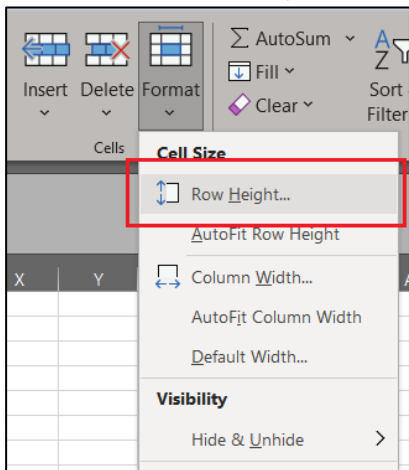 Insert Delete Format
AutoSum
Fill
Clear
Sort
Filter
Cells
Cell Size
Row Height...
AutoFit Row Height
X Y
Column Width...
AutoFit Column Width
Default Width...
Visibility
Hide & Unhide